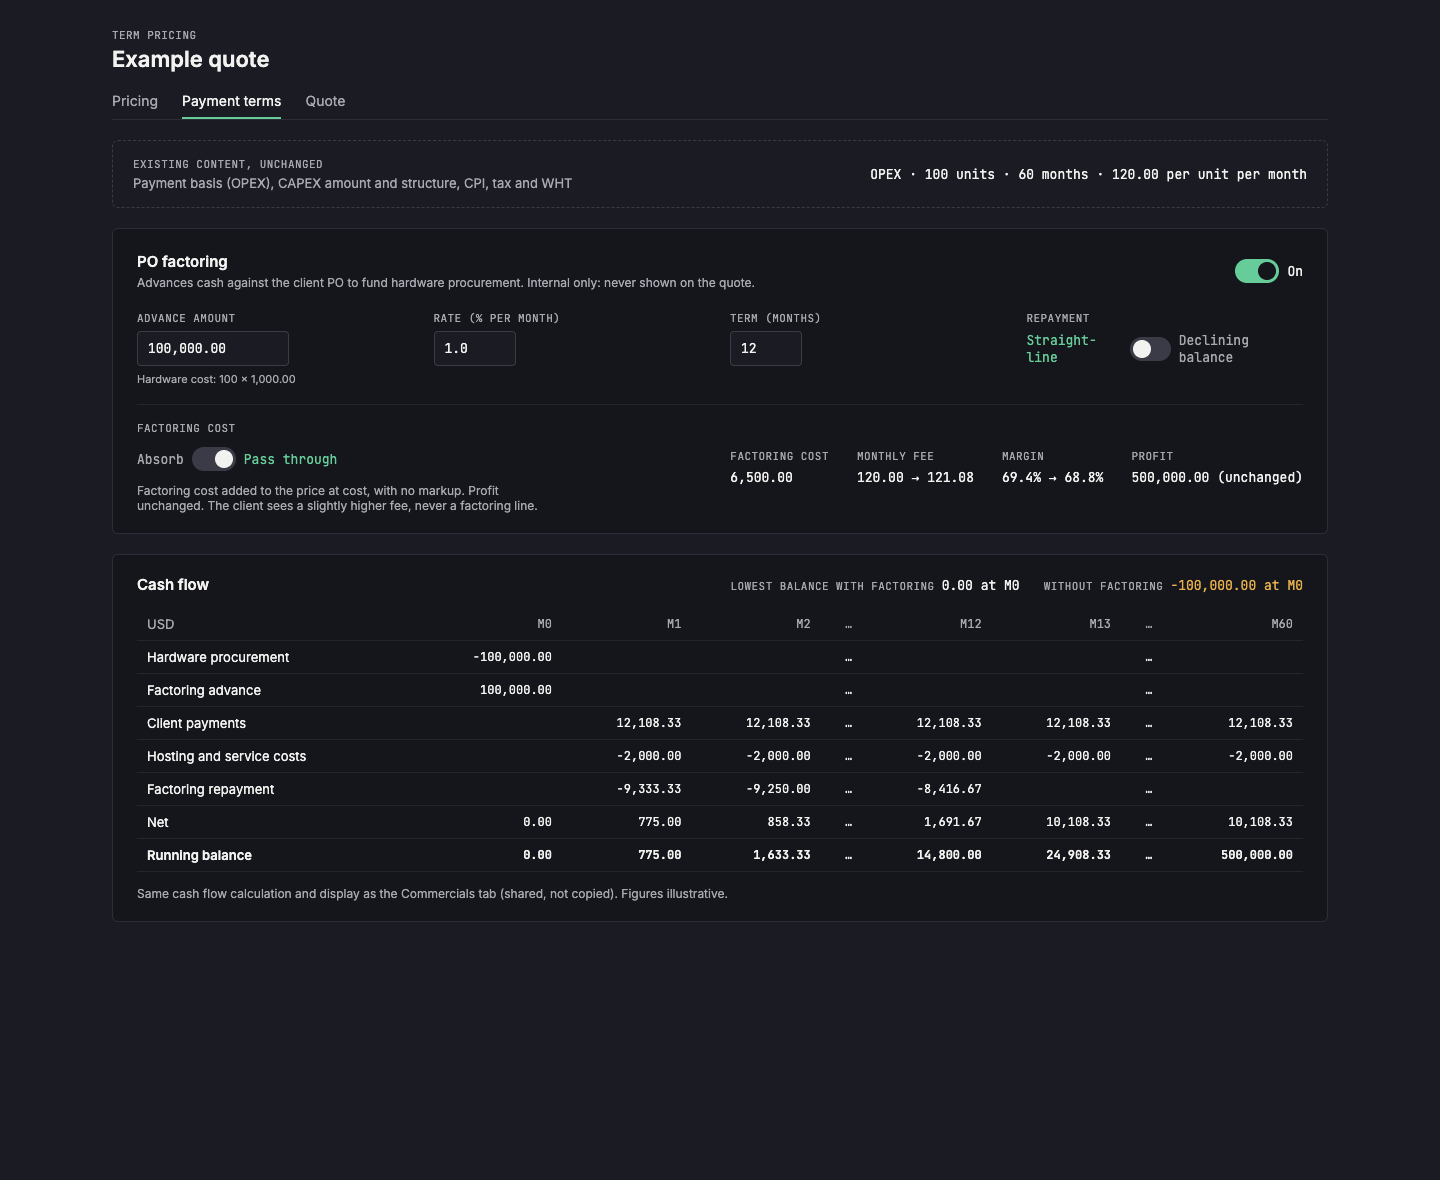 TERM PRICING
Example quote
Pricing Payment terms Quote
EXISTING CONTENT, UNCHANGED
Payment basis (OPEX), CAPEX amount and structure, CPI, tax and WHT
OPEX · 100 units · 60 months · 120.00 per unit per month
PO factoring
Advances cash against the client PO to fund hardware procurement. Internal only: never shown on the quote.
On
ADVANCE AMOUNT RATE (% PER MONTH) TERM (MONTHS) REPAYMENT
100,000.00 1.0 12 Straight-line Declining balance
Hardware cost: 100 × 1,000.00
FACTORING COST
Absorb Pass through
Factoring cost added to the price at cost, with no markup. Profit
unchanged. The client sees a slightly higher fee, never a factoring line.
FACTORING COST MONTHLY FEE MARGIN PROFIT
6,500.00 120.00 → 121.08 69.4% → 68.8% 500,000.00 (unchanged)
Cash flow
LOWEST BALANCE WITH FACTORING 0.00 at M0 WITHOUT FACTORING -100,000.00 at M0
USD M0 M1 M2 … M12 M13 … M60
Hardware procurement -100,000.00 … …
Factoring advance 100,000.00 … …
Client payments 12,108.33 12,108.33 … 12,108.33 12,108.33 … 12,108.33
Hosting and service costs -2,000.00 -2,000.00 … -2,000.00 -2,000.00 … -2,000.00
Factoring repayment -9,333.33 -9,250.00 … -8,416.67 …
Net 0.00 775.00 858.33 … 1,691.67 10,108.33 … 10,108.33
Running balance 0.00 775.00 1,633.33 … 14,800.00 24,908.33 … 500,000.00
Same cash flow calculation and display as the Commercials tab (shared, not copied). Figures illustrative.